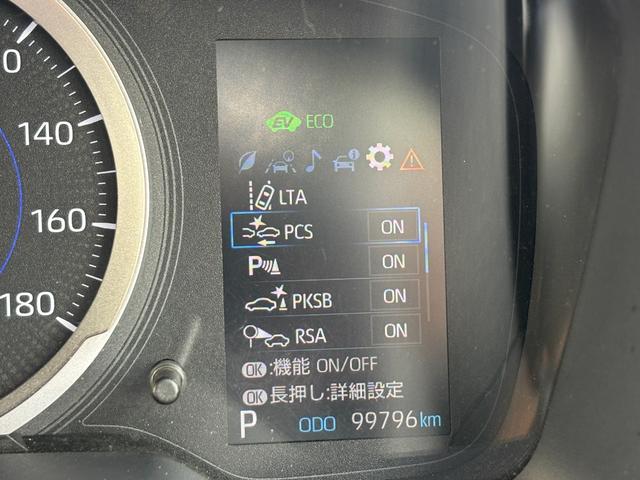 0
140
160
180
EV ECO
LTA
PCS ON
P ON
PKSB ON
RSA ON
OK:機能 ON/OFF
OK長押し:詳細設定
P ODO 99796km